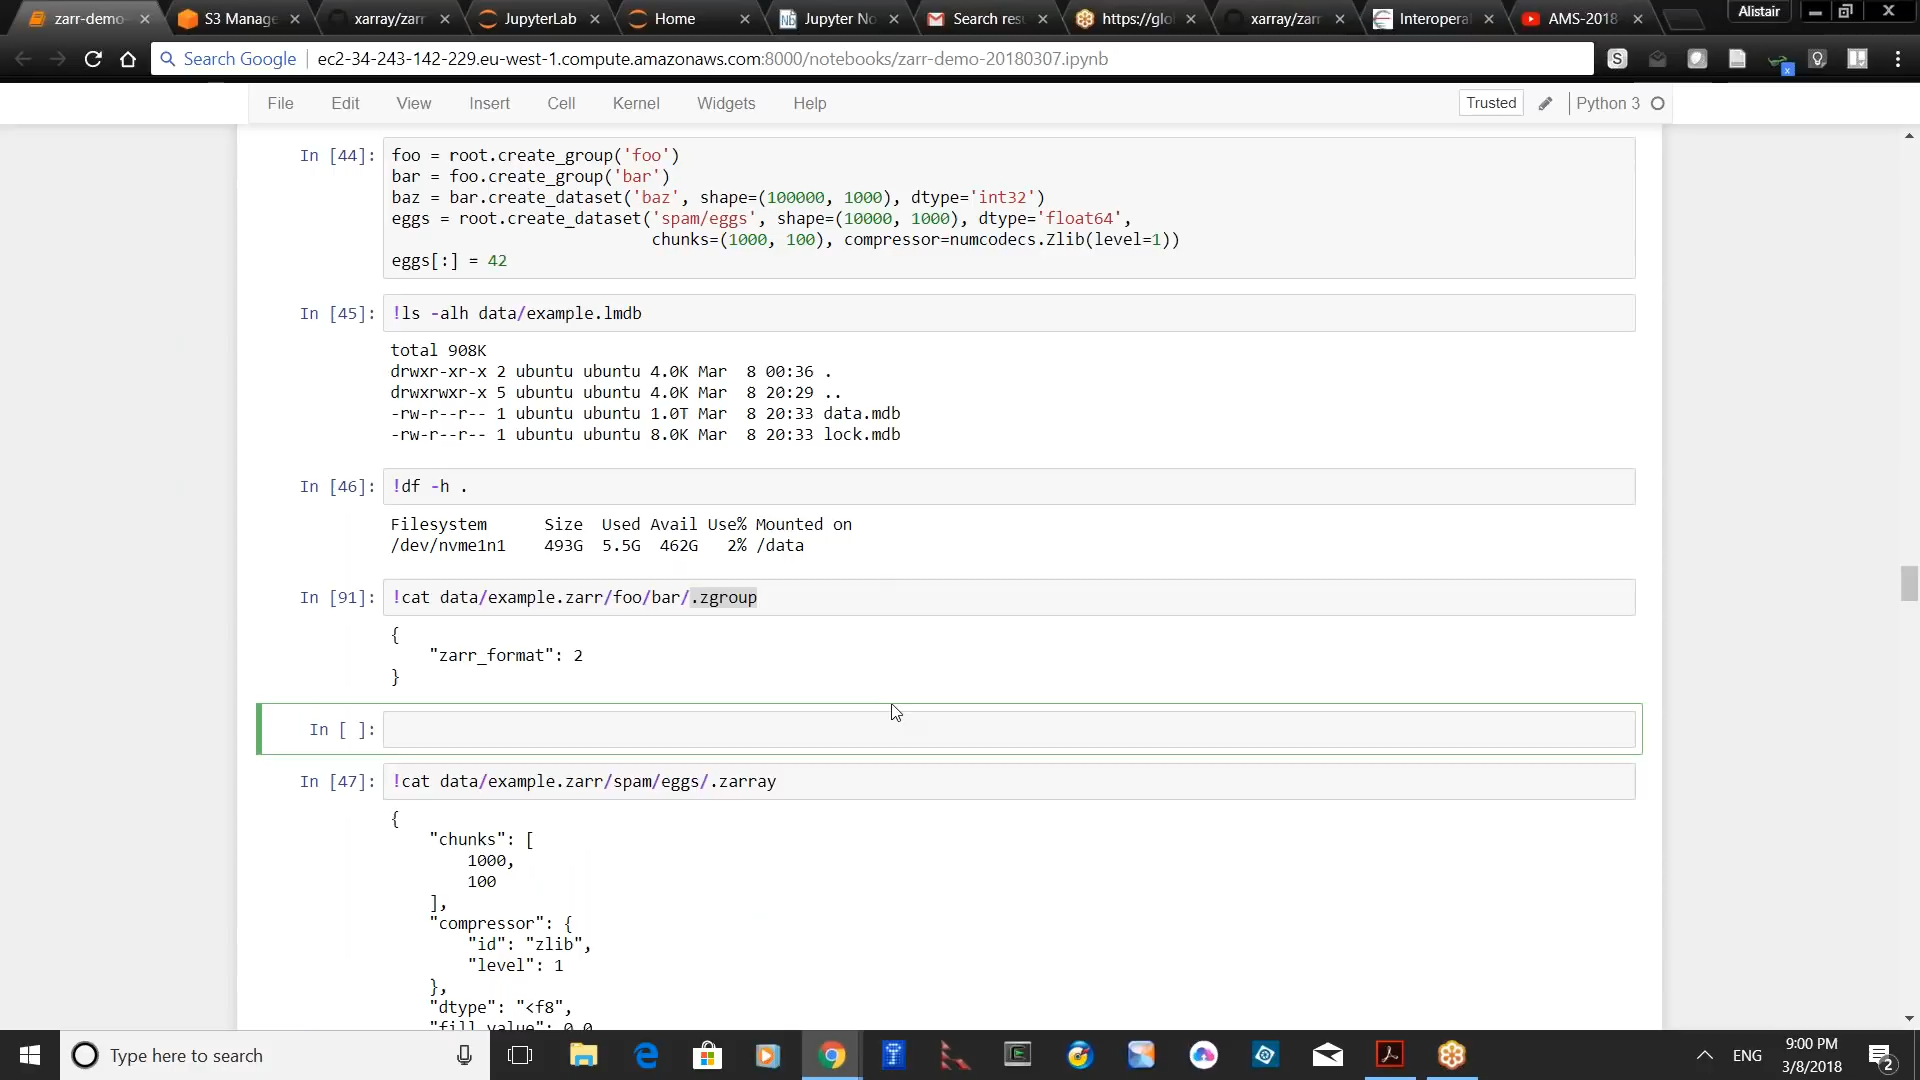 zarr-demo
S3 Manage
xarray/zarr
JupyterLab
Home
Jupyter No
Search res
https://glo
xarray/zarr
Interopera
AMS-2018
Alistair
Search Google
ec2-34-243-142-229.eu-west-1.compute.amazonaws.com:8000/notebooks/zarr-demo-20180307.ipynb
File Edit View Insert Cell Kernel Widgets Help Trusted Python 3
In [44]: foo = root.create_group('foo')
bar = foo.create_group('bar')
baz = bar.create_dataset('baz', shape=(100000, 1000), dtype='int32')
eggs = root.create_dataset('spam/eggs', shape=(10000, 1000), dtype='float64',
chunks=(1000, 100), compressor=numcodecs.Zlib(level=1))
eggs[:] = 42
In [45]: !ls -alh data/example.lmdb
total 908K
drwxr-xr-x 2 ubuntu ubuntu 4.0K Mar  8 00:36 .
drwxrwxr-x 5 ubuntu ubuntu 4.0K Mar  8 20:29 ..
-rw-r--r-- 1 ubuntu ubuntu 1.0T Mar  8 20:33 data.mdb
-rw-r--r-- 1 ubuntu ubuntu 8.0K Mar  8 20:33 lock.mdb
In [46]: !df -h .
Filesystem      Size  Used Avail Use% Mounted on
/dev/nvme1n1    493G  5.5G  462G   2% /data
In [91]: !cat data/example.zarr/foo/bar/.zgroup
{
"zarr_format": 2
}
In [ ]:
In [47]: !cat data/example.zarr/spam/eggs/.zarray
{
"chunks": [
1000,
100
],
"compressor": {
"id": "zlib",
"level": 1
},
"dtype": "<f8",
"fill_value": 0.0
Type here to search
ENG
9:00 PM
3/8/2018
2